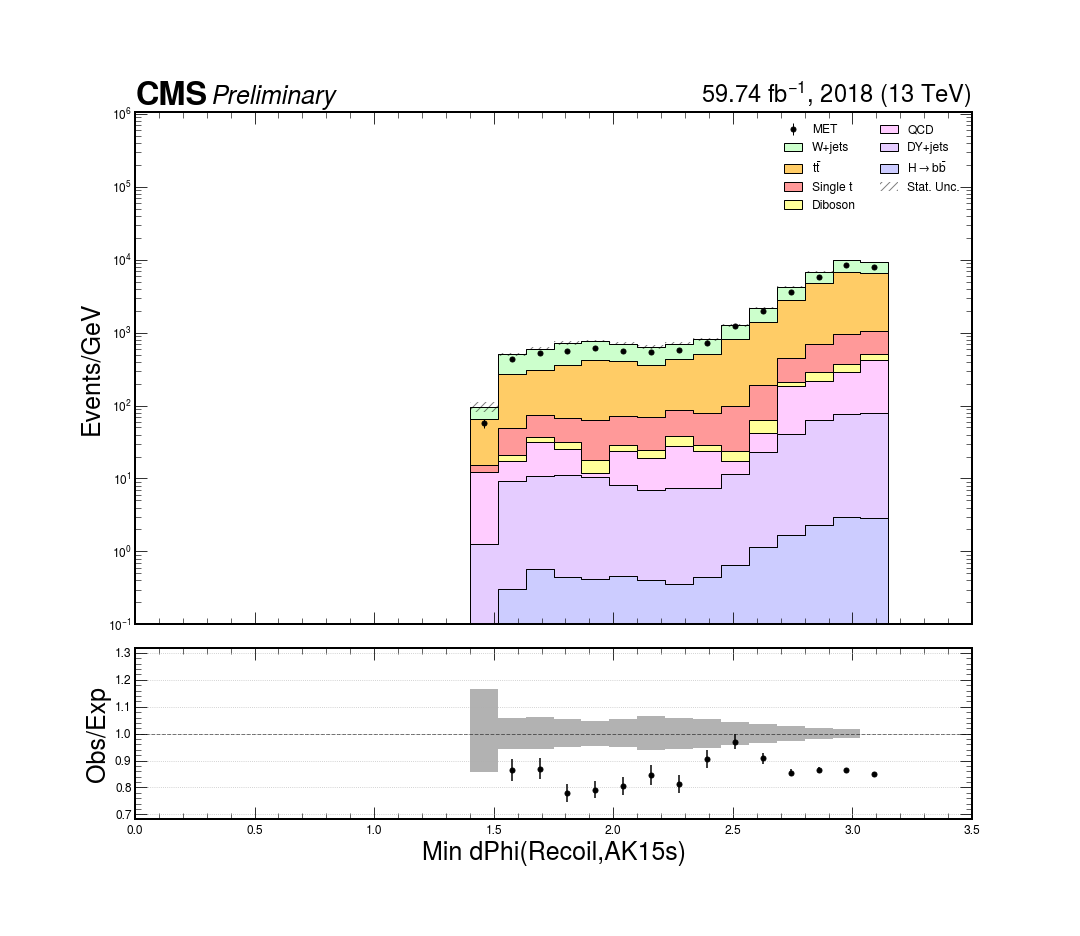 CMS Preliminary
59.74 fb⁻¹, 2018 (13 TeV)
MET
W+jets
tt̄
Single t
Diboson
QCD
DY+jets
H→bb̄
Stat. Unc.
Events/GeV
10⁶
10⁵
10⁴
10³
10²
10¹
10⁰
10⁻¹
Obs/Exp
1.3
1.2
1.1
1.0
0.9
0.8
0.7
0.0 0.5 1.0 1.5 2.0 2.5 3.0 3.5
Min dPhi(Recoil,AK15s)